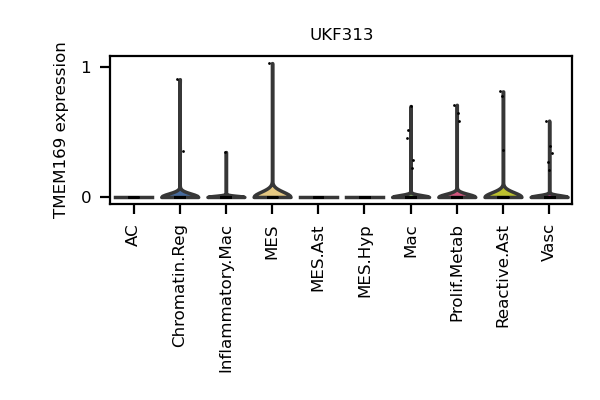 UKF313
TMEM169 expression
1
0
AC
Chromatin.Reg
Inflammatory.Mac
MES
MES.Ast
MES.Hyp
Mac
Prolif.Metab
Reactive.Ast
Vasc